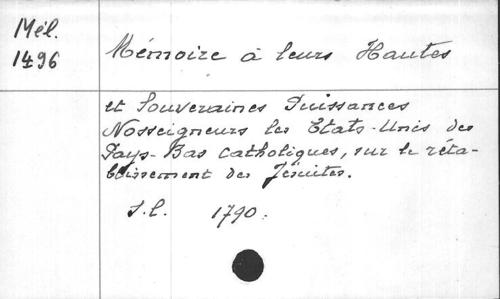 Mél.
1496
Mémoire à leurs Hautes
et Souveraines Puissances
Nosseigneurs les Etats-Unis des
Pays-Bas catholiques, sur le réta-
blissement des Jésuites.
S.l. 1790.